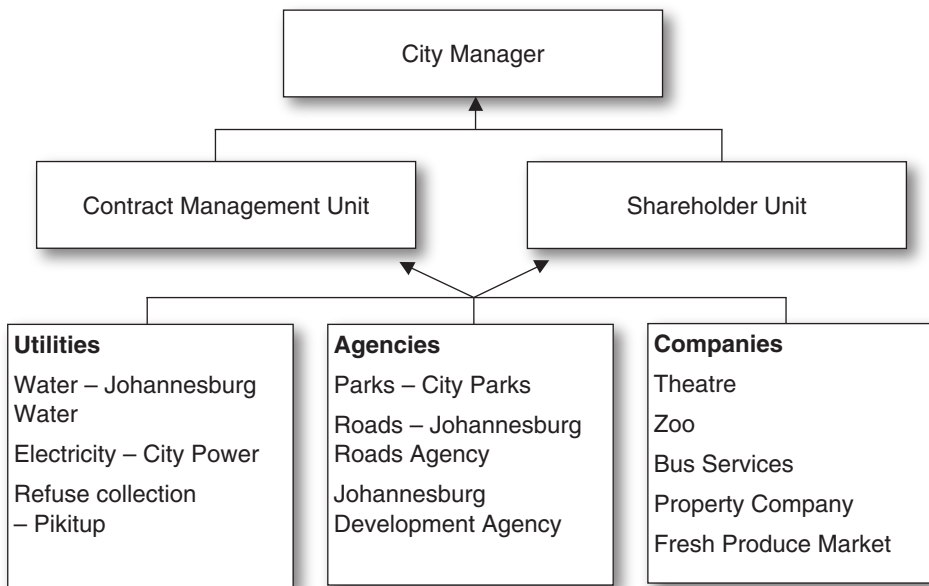 City Manager
Contract Management Unit
Shareholder Unit
Utilities
Water – Johannesburg
Water
Electricity – City Power
Refuse collection
– Pikitup
Agencies
Parks – City Parks
Roads – Johannesburg
Roads Agency
Johannesburg
Development Agency
Companies
Theatre
Zoo
Bus Services
Property Company
Fresh Produce Market